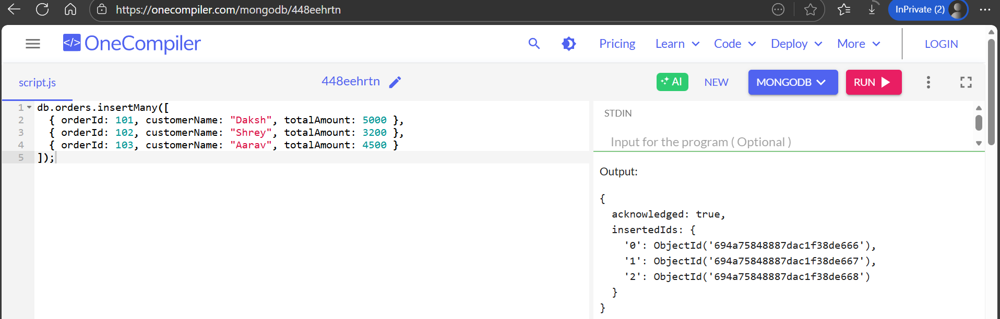 https://onecompiler.com/mongodb/448eehrtn
InPrivate (2)
</> OneCompiler
Pricing
Learn
Code
Deploy
More
LOGIN
script.js
448eehrtn
AI
NEW
MONGODB
RUN
1 db.orders.insertMany([
2   { orderId: 101, customerName: "Daksh", totalAmount: 5000 },
3   { orderId: 102, customerName: "Shrey", totalAmount: 3200 },
4   { orderId: 103, customerName: "Aarav", totalAmount: 4500 }
5 ]);
STDIN
Input for the program ( Optional )
Output:
{
  acknowledged: true,
  insertedIds: {
    '0': ObjectId('694a75848887dac1f38de666'),
    '1': ObjectId('694a75848887dac1f38de667'),
    '2': ObjectId('694a75848887dac1f38de668')
  }
}